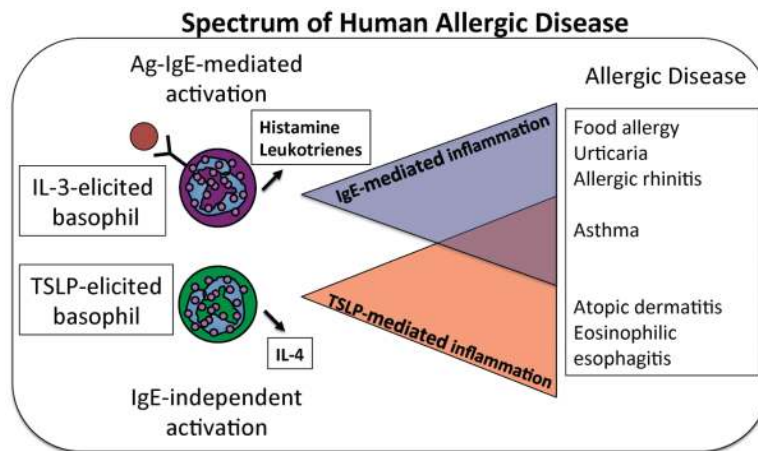 Spectrum of Human Allergic Disease
Ag-IgE-mediated
activation
Histamine
Leukotrienes
IL-3-elicited
basophil
TSLP-elicited
basophil
IL-4
IgE-independent
activation
IgE-mediated inflammation
TSLP-mediated inflammation
Allergic Disease
Food allergy
Urticaria
Allergic rhinitis
Asthma
Atopic dermatitis
Eosinophilic
esophagitis